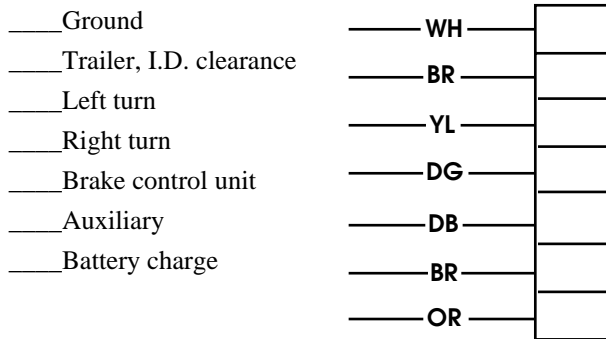 ____Ground
____Trailer, I.D. clearance
____Left turn
____Right turn
____Brake control unit
____Auxiliary
____Battery charge
WH
BR
YL
DG
DB
BR
OR